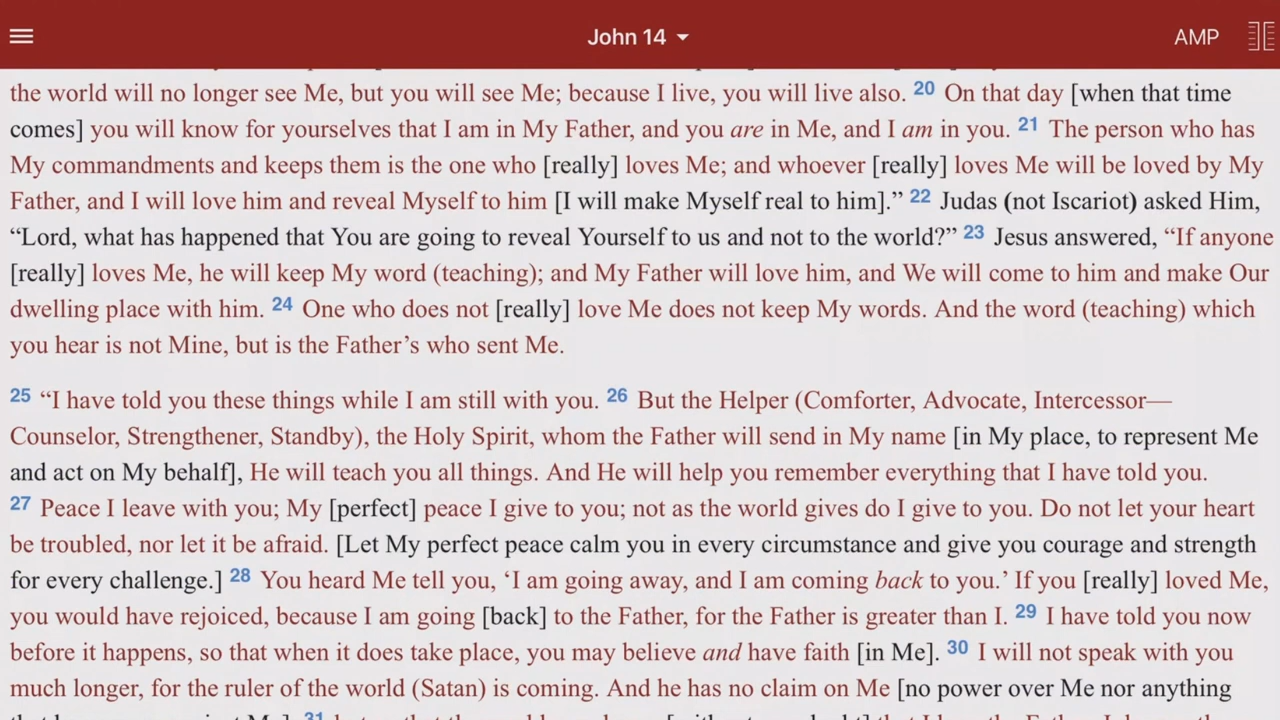 John 14
AMP
the world will no longer see Me, but you will see Me; because I live, you will live also. 20 On that day [when that time
comes] you will know for yourselves that I am in My Father, and you are in Me, and I am in you. 21 The person who has
My commandments and keeps them is the one who [really] loves Me; and whoever [really] loves Me will be loved by My
Father, and I will love him and reveal Myself to him [I will make Myself real to him].” 22 Judas (not Iscariot) asked Him,
“Lord, what has happened that You are going to reveal Yourself to us and not to the world?” 23 Jesus answered, “If anyone
[really] loves Me, he will keep My word (teaching); and My Father will love him, and We will come to him and make Our
dwelling place with him. 24 One who does not [really] love Me does not keep My words. And the word (teaching) which
you hear is not Mine, but is the Father’s who sent Me.
25 “I have told you these things while I am still with you. 26 But the Helper (Comforter, Advocate, Intercessor—
Counselor, Strengthener, Standby), the Holy Spirit, whom the Father will send in My name [in My place, to represent Me
and act on My behalf], He will teach you all things. And He will help you remember everything that I have told you.
27 Peace I leave with you; My [perfect] peace I give to you; not as the world gives do I give to you. Do not let your heart
be troubled, nor let it be afraid. [Let My perfect peace calm you in every circumstance and give you courage and strength
for every challenge.] 28 You heard Me tell you, ‘I am going away, and I am coming back to you.’ If you [really] loved Me,
you would have rejoiced, because I am going [back] to the Father, for the Father is greater than I. 29 I have told you now
before it happens, so that when it does take place, you may believe and have faith [in Me]. 30 I will not speak with you
much longer, for the ruler of the world (Satan) is coming. And he has no claim on Me [no power over Me nor anything
31